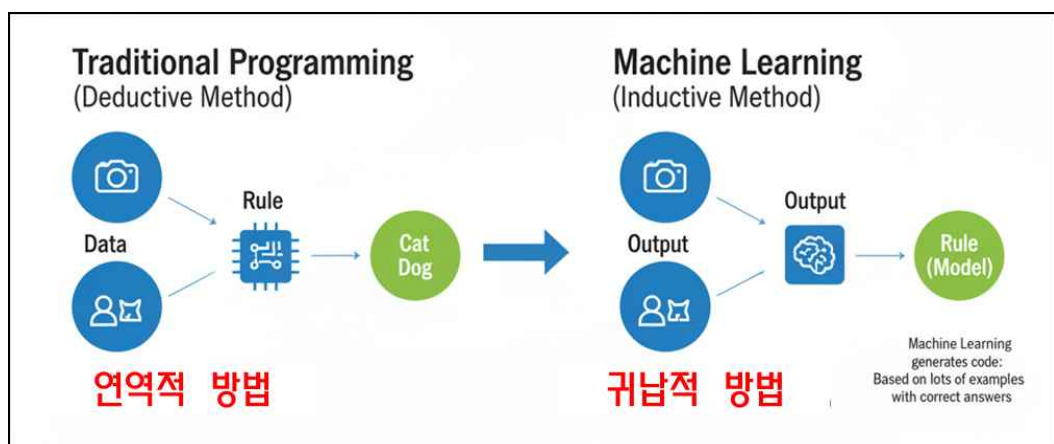 Traditional Programming
(Deductive Method)
Rule
Data
Cat
Dog
연역적 방법
Machine Learning
(Inductive Method)
Output
Output
Rule
(Model)
Machine Learning
generates code:
Based on lots of examples
with correct answers
귀납적 방법